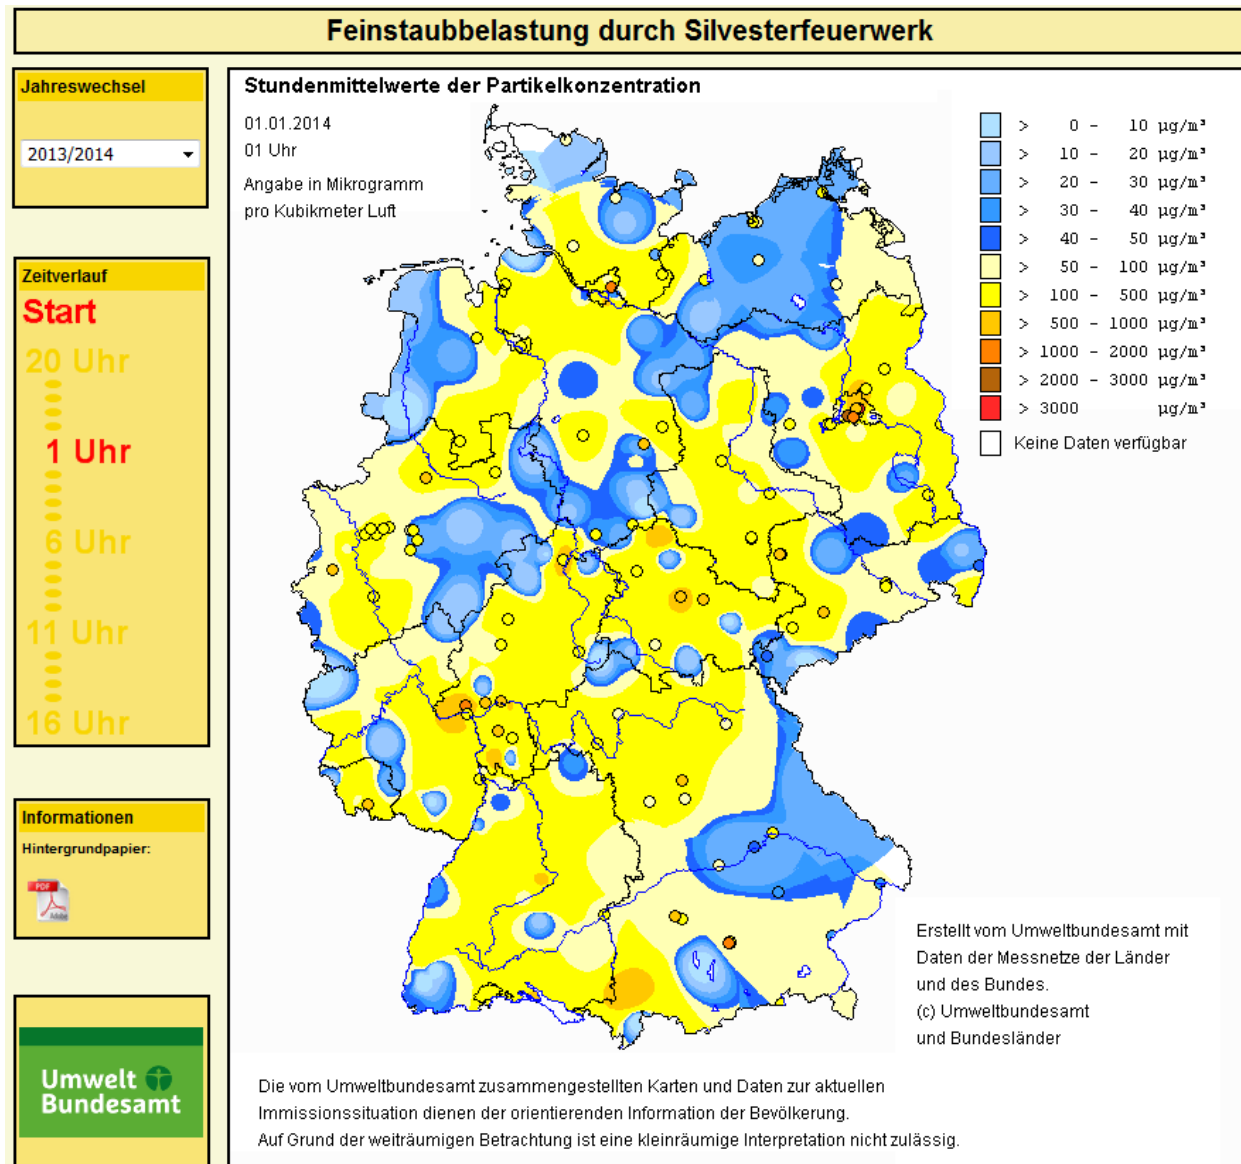 Feinstaubbelastung durch Silvesterfeuerwerk
Jahreswechsel
2013/2014
Zeitverlauf
Start
20 Uhr
1 Uhr
6 Uhr
11 Uhr
16 Uhr
Informationen
Hintergrundpapier:
PDF
Adobe
Umwelt
Bundesamt
Stundenmittelwerte der Partikelkonzentration
01.01.2014
01 Uhr
Angabe in Mikrogramm
pro Kubikmeter Luft
> 0 - 10 µg/m³
> 10 - 20 µg/m³
> 20 - 30 µg/m³
> 30 - 40 µg/m³
> 40 - 50 µg/m³
> 50 - 100 µg/m³
> 100 - 500 µg/m³
> 500 - 1000 µg/m³
> 1000 - 2000 µg/m³
> 2000 - 3000 µg/m³
> 3000 µg/m³
Keine Daten verfügbar
Erstellt vom Umweltbundesamt mit
Daten der Messnetze der Länder
und des Bundes.
(c) Umweltbundesamt
und Bundesländer
Die vom Umweltbundesamt zusammengestellten Karten und Daten zur aktuellen
Immissionssituation dienen der orientierenden Information der Bevölkerung.
Auf Grund der weiträumigen Betrachtung ist eine kleinräumige Interpretation nicht zulässig.